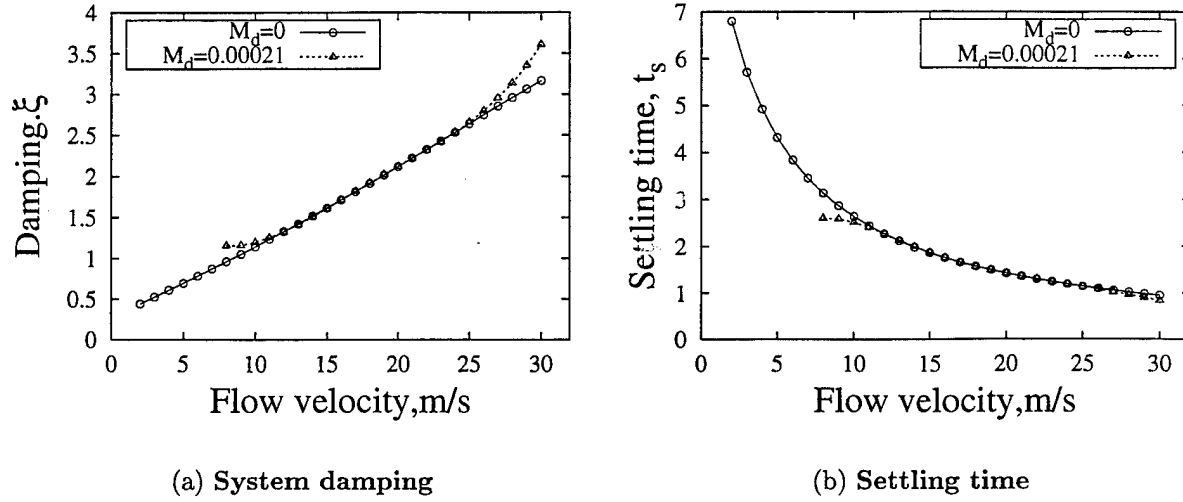 4
3.5
3
2.5
2
1.5
1
0.5
0
0 5 10 15 20 25 30
Damping.ξ
Flow velocity,m/s
M_d=0
M_d=0.00021
(a) System damping
7
6
5
4
3
2
1
0
0 5 10 15 20 25 30
Settling time, t_s
Flow velocity,m/s
M_d=0
M_d=0.00021
(b) Settling time